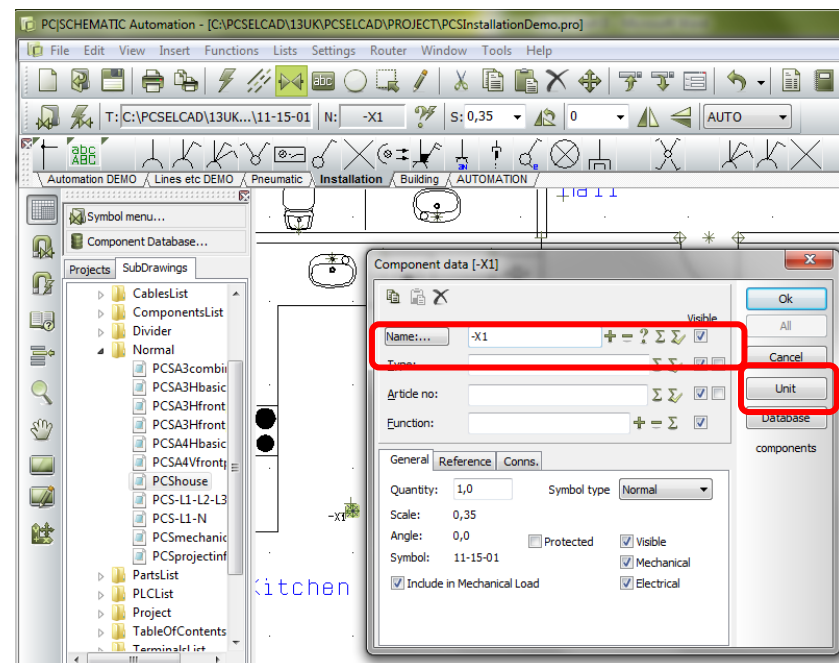 PC|SCHEMATIC Automation - [C:\PCSELCAD\13UK\PCSELCAD\PROJECT\PCSInstallationDemo.pro]
File Edit View Insert Functions Lists Settings Router Window Tools Help
T: C:\PCSELCAD\13UK...\11-15-01 N: -X1 S: 0,35 0 AUTO
abc
ABC
Automation DEMO Lines etc DEMO Pneumatic Installation Building AUTOMATION
Symbol menu...
Component Database...
Projects SubDrawings
CablesList
ComponentsList
Divider
Normal
PCSA3combi
PCSA3Hbasic
PCSA3Hfront
PCSA3Hfront
PCSA4Hbasic
PCSA4Vfront
PCShouse
PCS-L1-L2-L3
PCS-L1-N
PCSmechanic
PCSprojectinf
PartsList
PLCList
Project
TableOfContents
TerminalsList
-X1
Kitchen
Component data [-X1]
Visible
Name:... -X1
Type:
Article no:
Function:
Ok
All
Cancel
Unit
Database
components
General Reference Conns.
Quantity: 1,0 Symbol type Normal
Scale: 0,35
Angle: 0,0 Protected Visible
Symbol: 11-15-01 Mechanical
Include in Mechanical Load Electrical